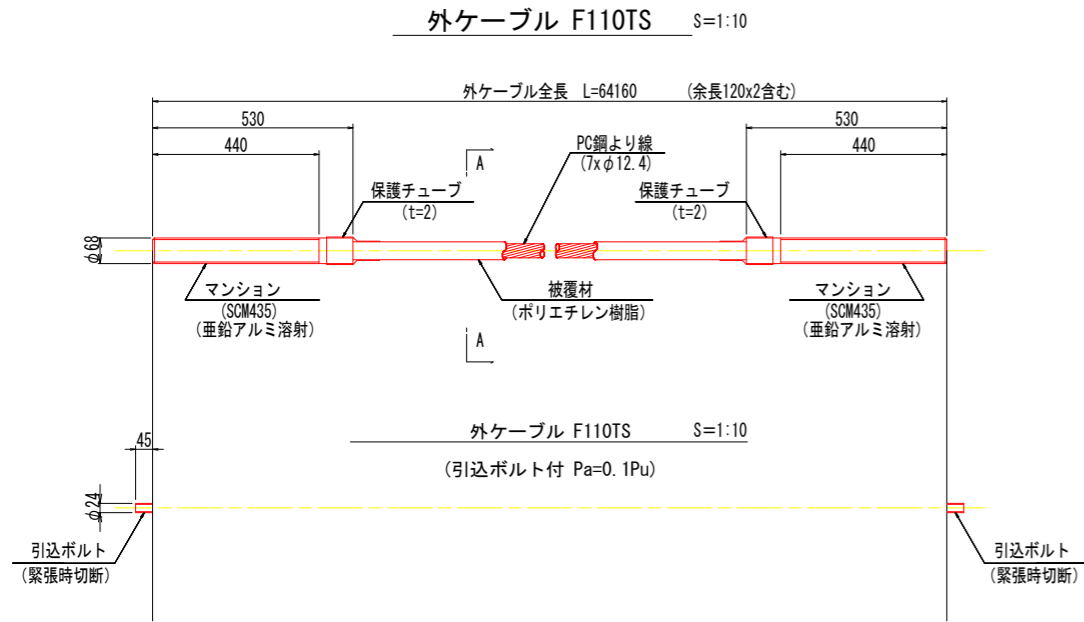 外ケーブル F110TS S=1:10
外ケーブル全長 L=64160 (余長120x2含む)
530
530
440
440
A
PC鋼より線
(7xφ12.4)
保護チューブ
(t=2)
保護チューブ
(t=2)
φ68
マンション
(SCM435)
(亜鉛アルミ溶射)
被覆材
(ポリエチレン樹脂)
マンション
(SCM435)
(亜鉛アルミ溶射)
A
45
外ケーブル F110TS S=1:10
(引込ボルト付 Pa=0.1Pu)
φ24
引込ボルト
(緊張時切断)
引込ボルト
(緊張時切断)